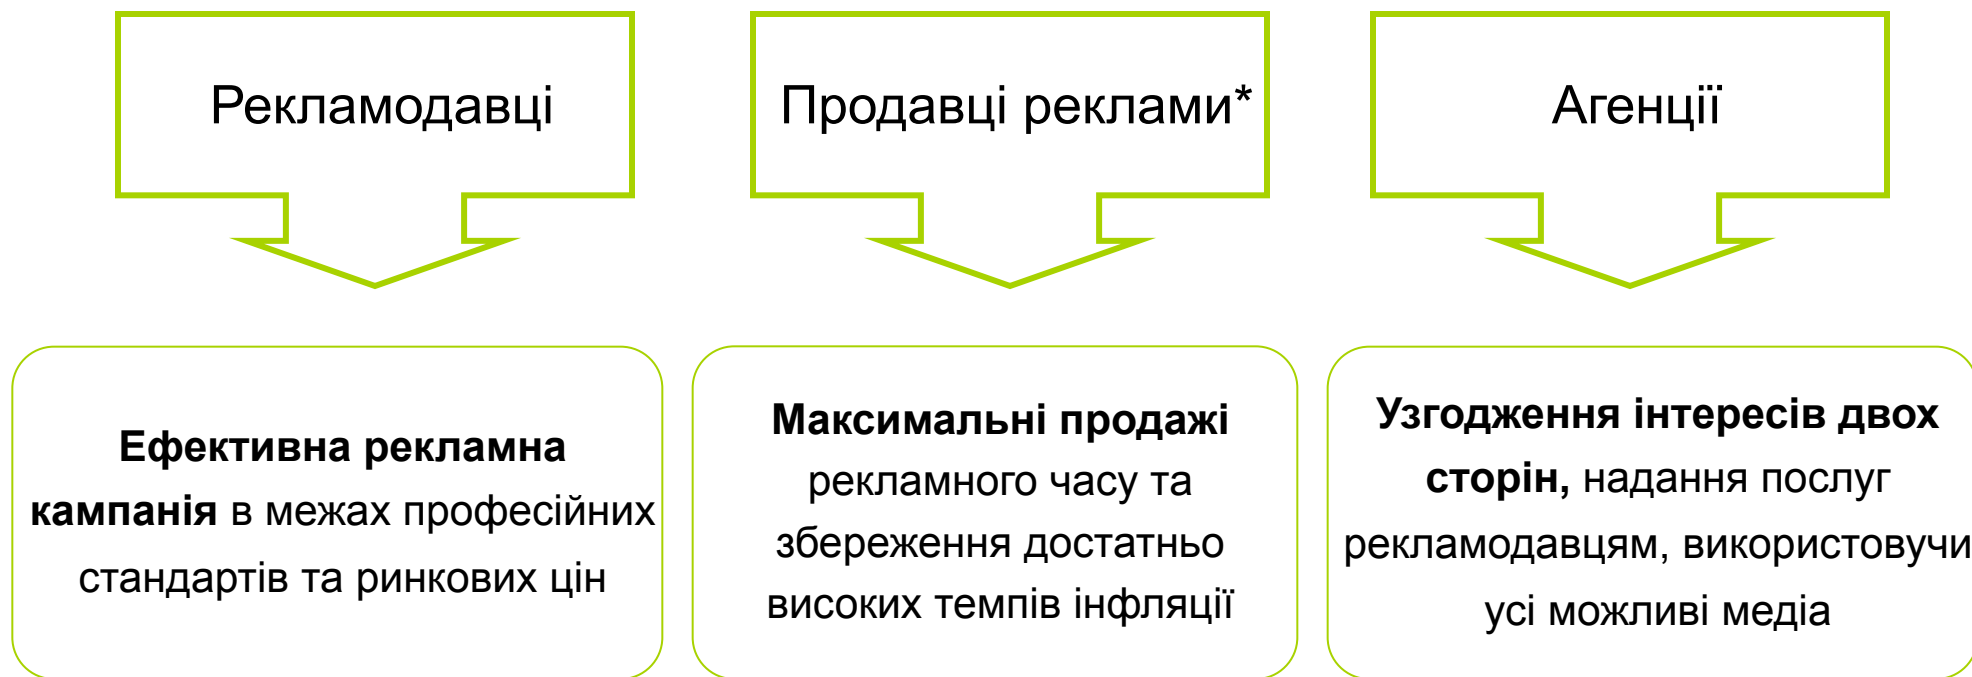 Рекламодавці
Продавці реклами*
Агенції
Ефективна рекламна
кампанія в межах професійних
стандартів та ринкових цін
Максимальні продажі
рекламного часу та
збереження достатньо
високих темпів інфляції
Узгодження інтересів двох
сторін, надання послуг
рекламодавцям, використовучи
усі можливі медіа